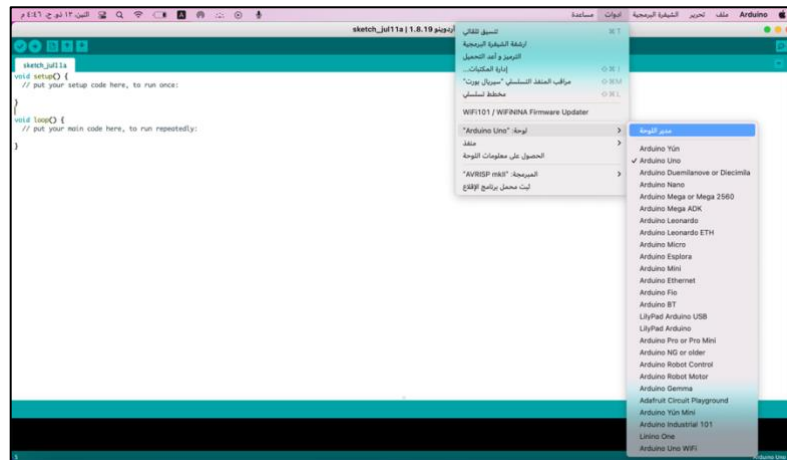 Arduino ملف تحرير الشيفرة البرمجية أدوات مساعدة
sketch_jul11a | 1.8.19 أردوينو
sketch_jul11a
void setup() {
// put your setup code here, to run once:
}
void loop() {
// put your main code here, to run repeatedly:
}
تنسيق تلقائي ⌘T
ارشفة الشيفرة البرمجية
الترميز و أعد التحميل
إدارة المكتبات... ⇧⌘I
مراقب المنفذ التسلسلي "سيريال بورت" ⇧⌘M
مخطط تسلسلي ⇧⌘L
WiFi101 / WiFiNINA Firmware Updater
لوحة: "Arduino Uno"
منفذ
الحصول على معلومات اللوحة
المبرمجة: "AVRISP mkII"
ثبت محمل برنامج الإقلاع
مدير اللوحة
Arduino Yún
✓ Arduino Uno
Arduino Duemilanove or Diecimila
Arduino Nano
Arduino Mega or Mega 2560
Arduino Mega ADK
Arduino Leonardo
Arduino Leonardo ETH
Arduino Micro
Arduino Esplora
Arduino Mini
Arduino Ethernet
Arduino Fio
Arduino BT
LilyPad Arduino USB
LilyPad Arduino
Arduino Pro or Pro Mini
Arduino NG or older
Arduino Robot Control
Arduino Robot Motor
Arduino Gemma
Adafruit Circuit Playground
Arduino Yún Mini
Arduino Industrial 101
Linino One
Arduino Uno WiFi
5
Arduino Uno